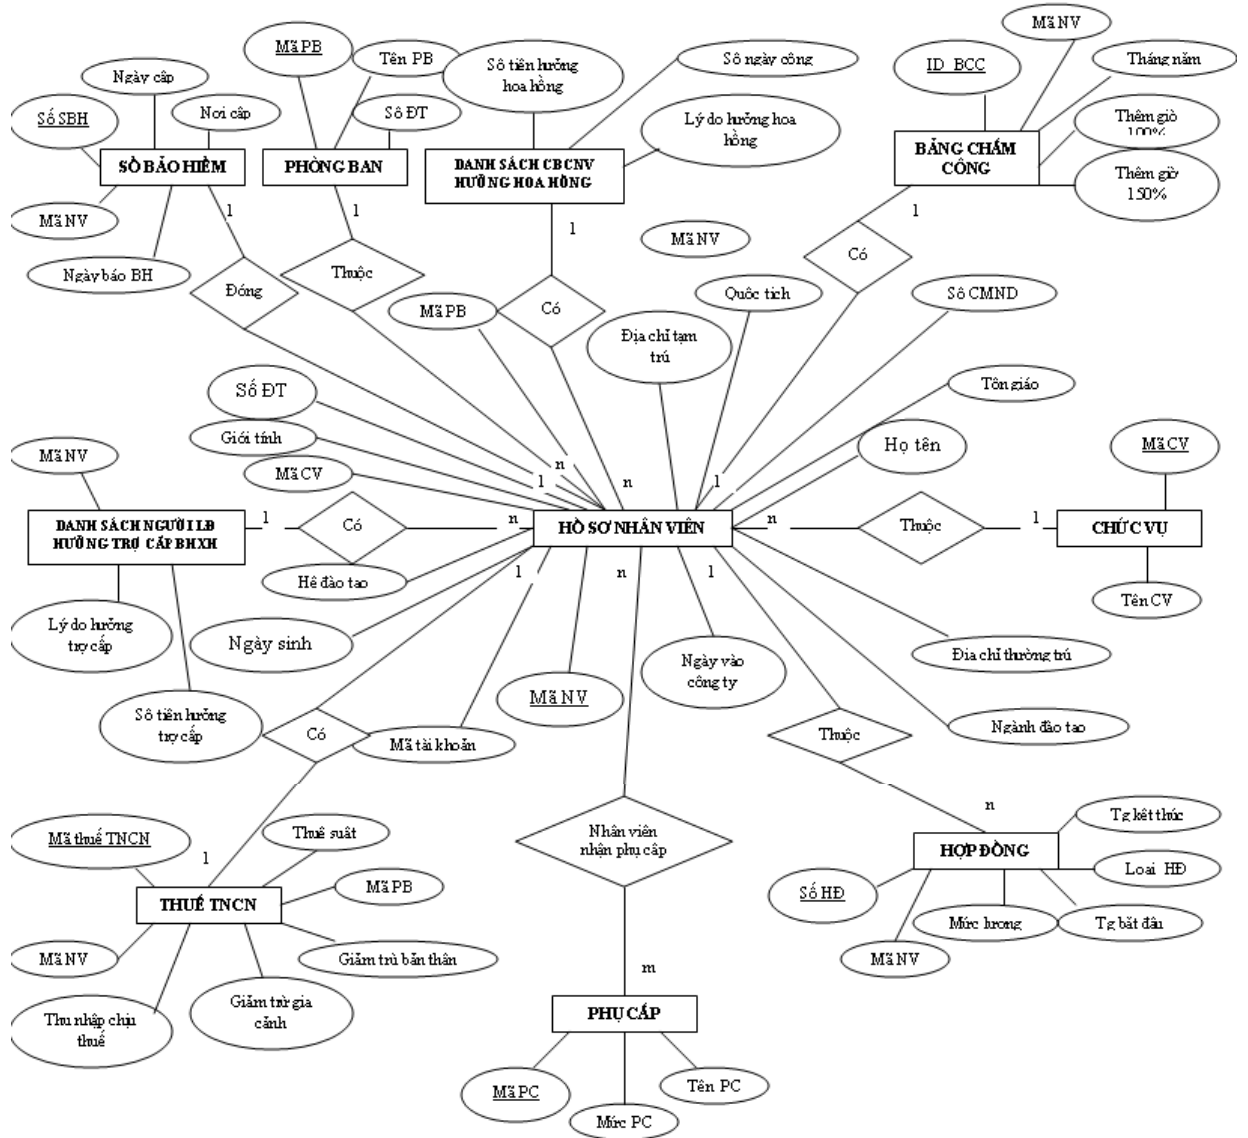 Mã NV
Mã PB
Tên PB
Số tiền hưởng
hoa hồng
Số ngày công
ID_BCC
Tháng năm
Ngày cấp
Số SBH
Nơi cấp
Số ĐT
Lý do hưởng hoa
hồng
Thêm giờ
100%
SỔ BẢO HIỂM
PHÒNG BAN
DANH SÁCH CBCNV
HƯỞNG HOA HỒNG
BẢNG CHẤM
CÔNG
Thêm giờ
150%
Mã NV
1
1
1
1
Mã NV
Ngày báo BH
Đóng
Thuộc
Có
Có
Mã PB
Quốc tịch
Số CMND
Địa chỉ tạm
trú
Số ĐT
Tôn giáo
Giới tính
Họ tên
Mã NV
Mã CV
Mã CV
n
1
n
1
DANH SÁCH NGƯỜI LĐ
HƯỞNG TRỢ CẤP BHXH
1
Có
n
HỒ SƠ NHÂN VIÊN
n
Thuộc
1
CHỨC VỤ
Hệ đào tạo
1
n
1
Tên CV
Lý do hưởng
trợ cấp
Ngày sinh
Địa chỉ thường trú
Ngày vào
công ty
Mã NV
Số tiền hưởng
trợ cấp
Có
Mã tài khoản
Thuộc
Ngành đào tạo
n
Mã thuế TNCN
Thuế suất
Nhân viên
nhận phụ cấp
Tg kết thúc
1
HỢP ĐỒNG
Loại HĐ
Mã PB
Số HĐ
THUẾ TNCN
Mức lương
Tg bắt đầu
Mã NV
Giảm trừ bản thân
Mã NV
m
Thu nhập chịu
thuế
Giảm trừ gia
cảnh
PHỤ CẤP
Mã PC
Tên PC
Mức PC